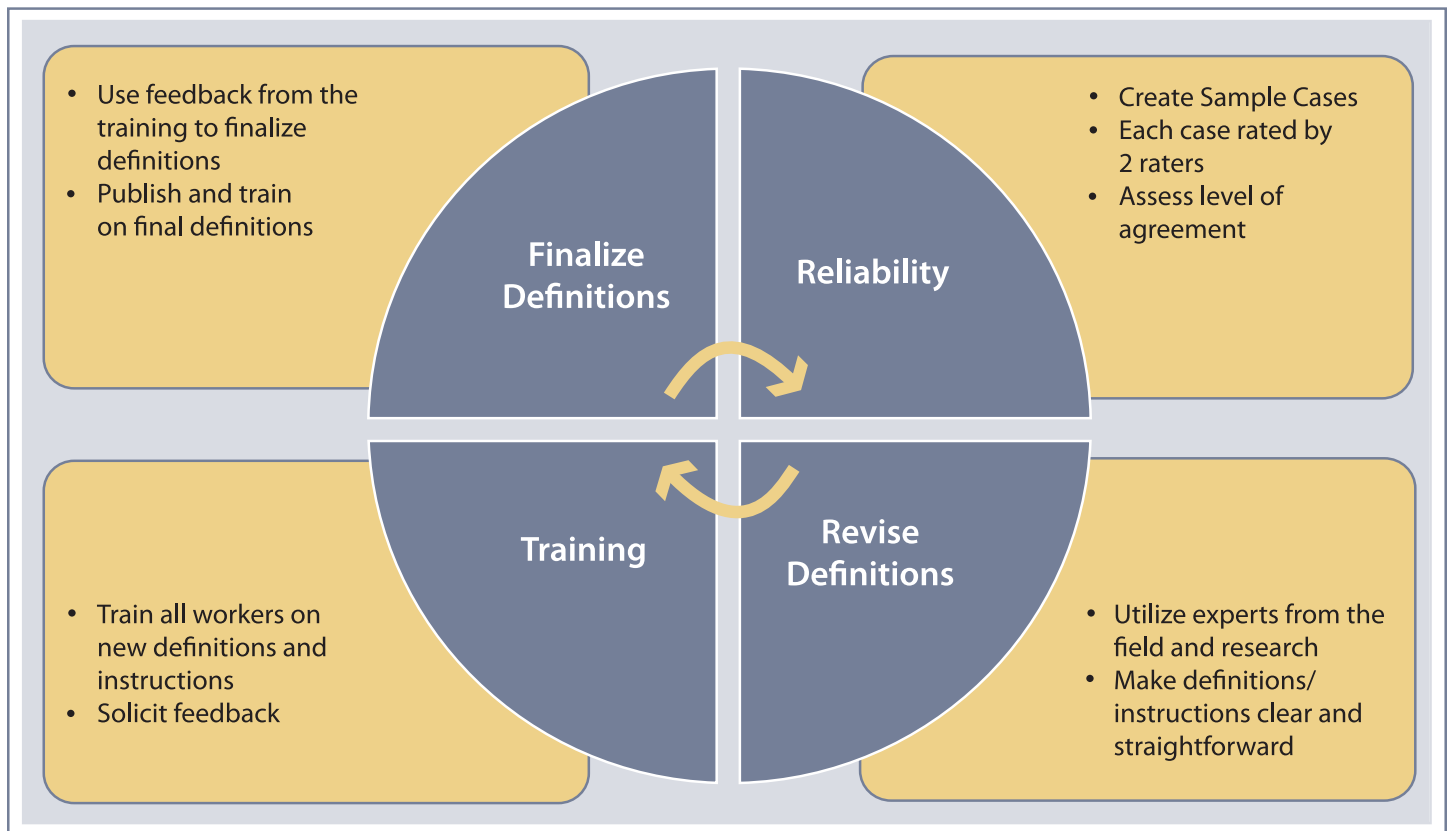 • Use feedback from the
training to finalize
definitions
• Publish and train
on final definitions
Finalize
Definitions
Reliability
• Create Sample Cases
• Each case rated by
2 raters
• Assess level of
agreement
Training
• Train all workers on
new definitions and
instructions
• Solicit feedback
Revise
Definitions
• Utilize experts from the
field and research
• Make definitions/
instructions clear and
straightforward